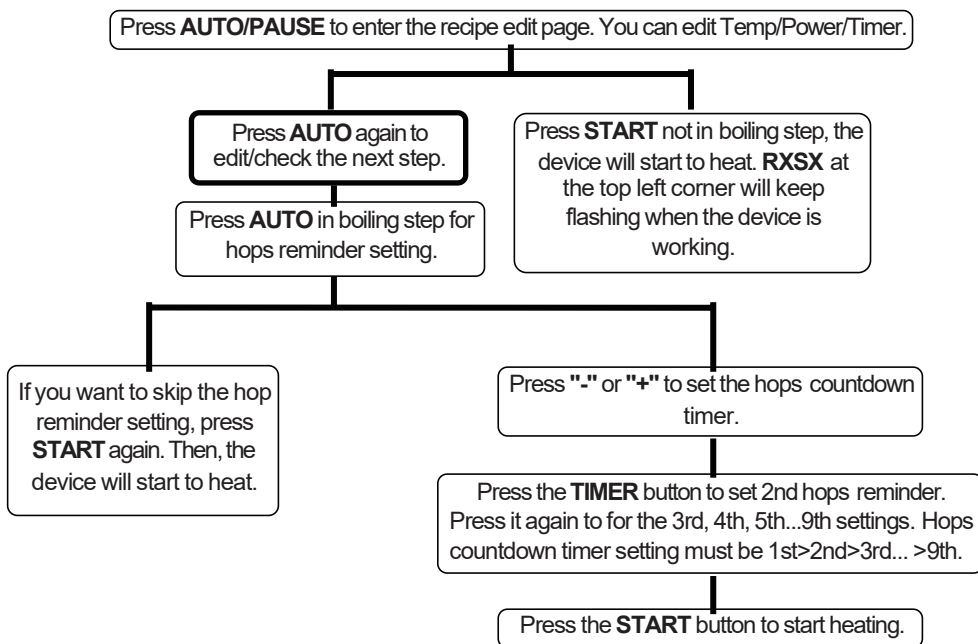 Press AUTO/PAUSE to enter the recipe edit page. You can edit Temp/Power/Timer.
Press AUTO again to
edit/check the next step.
Press START not in boiling step, the
device will start to heat. RXSX at
the top left corner will keep
flashing when the device is
working.
Press AUTO in boiling step for
hops reminder setting.
If you want to skip the hop
reminder setting, press
START again. Then, the
device will start to heat.
Press "-" or "+" to set the hops countdown
timer.
Press the TIMER button to set 2nd hops reminder.
Press it again to for the 3rd, 4th, 5th...9th settings. Hops
countdown timer setting must be 1st>2nd>3rd... >9th.
Press the START button to start heating.